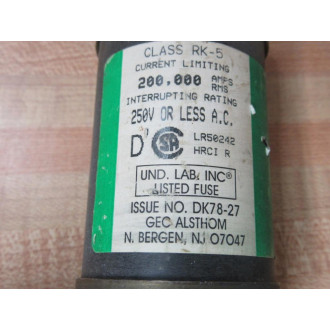 CLASS RK-5
CURRENT LIMITING
200,000 AMPS RMS
INTERRUPTING RATING
250V OR LESS A.C.
D SA LR50242
HRCI R
UND. LAB. INC®
LISTED FUSE
ISSUE NO. DK78-27
GEC ALSTHOM
N. BERGEN, NJ 07047